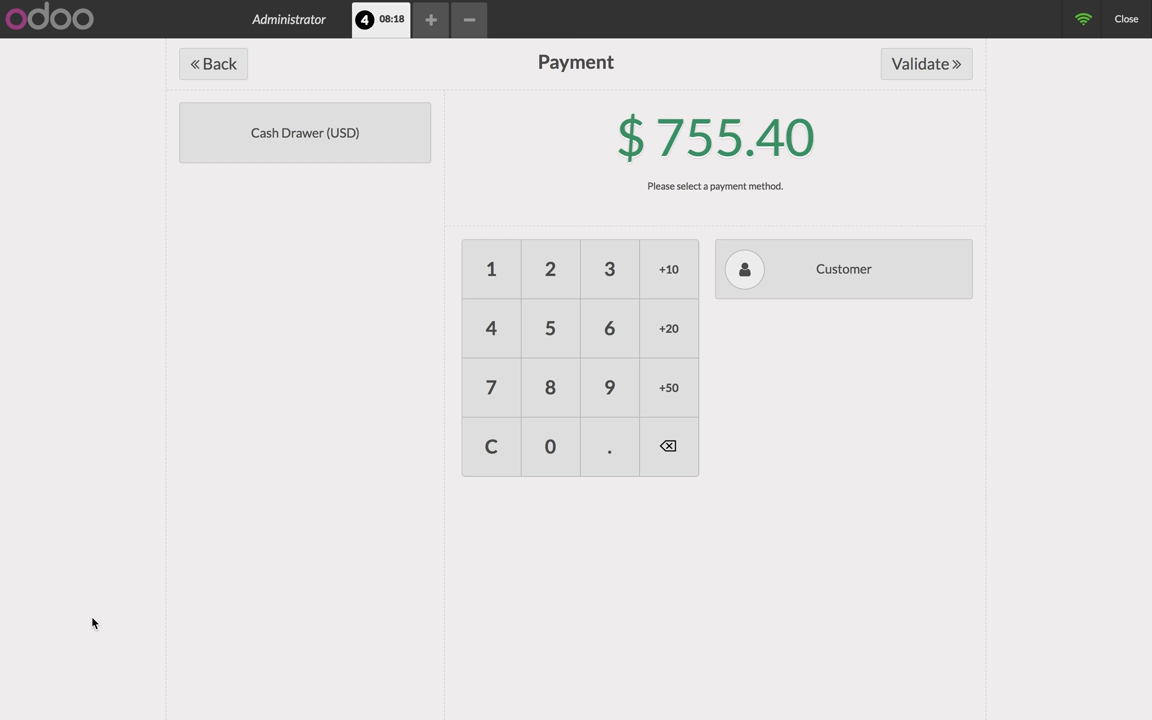 odoo
Administrator
4 08:18
Close
Back
Payment
Validate
Cash Drawer (USD)
$ 755.40
Please select a payment method.
1 2 3 +10
Customer
4 5 6 +20
7 8 9 +50
C 0 .